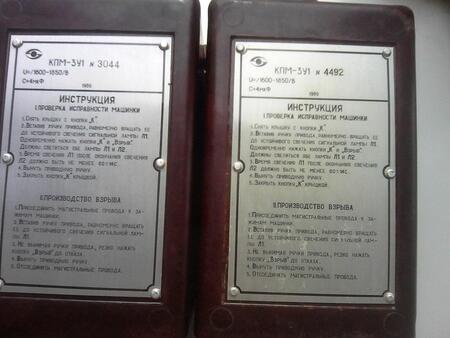 КПМ-3У1 № 3044
Uн/1600-1650/В
С=4мкФ
1989
ИНСТРУКЦИЯ
I.ПРОВЕРКА ИСПРАВНОСТИ МАШИНКИ
1.Снять крышку с кнопки „К".
2.Вставив ручку привода, равномерно вращать ее
до устойчивого свечения сигнальной лампы Л1.
Одновременно нажать кнопки „К" и „Взрыв".
Должны светиться обе лампы Л1 и Л2.
3.Время свечения Л1 после окончания свечения
Л2 должно быть не менее
4.Вынуть приводную ручку.
5.Закрыть кнопку „К" крышкой.
II.ПРОИЗВОДСТВО ВЗРЫВА
1.Присоединить магистральные провода к за-
жимам машинки.
2.Вставив ручку привода, равномерно вращать
ее до устойчивого свечения сигнальной лам-
пы Л1.
3.Не вынимая ручки привода, резко нажать
кнопку „Взрыв" до отказа.
4.Вынуть приводную ручку.
5.Отсоединить магистральные провода.
КПМ-3У1 № 4492
Uн/1600-1650/В
С=4мкФ
1989
ИНСТРУКЦИЯ
I.ПРОВЕРКА ИСПРАВНОСТИ МАШИНКИ
1.Снять крышку с кнопки „К".
2.Вставив ручку привода, равномерно вращать ее
до устойчивого свечения сигнальной лампы Л1.
Одновременно нажать кнопки „К" и „Взрыв".
Должны светиться обе лампы Л1 и Л2.
3.Время свечения Л1 после окончания свечения
Л2 должно быть не менее
4.Вынуть приводную ручку.
5.Закрыть кнопку „К" крышкой.
II.ПРОИЗВОДСТВО ВЗРЫВА
1.Присоединить магистральные провода к за-
жимам машинки.
2.Вставив ручку привода, равномерно вращать
ее до устойчивого свечения сигнальной лам-
пы Л1.
3.Не вынимая ручки привода, резко нажать
кнопку „Взрыв" до отказа.
4.Вынуть приводную ручку.
5.Отсоединить магистральные провода.